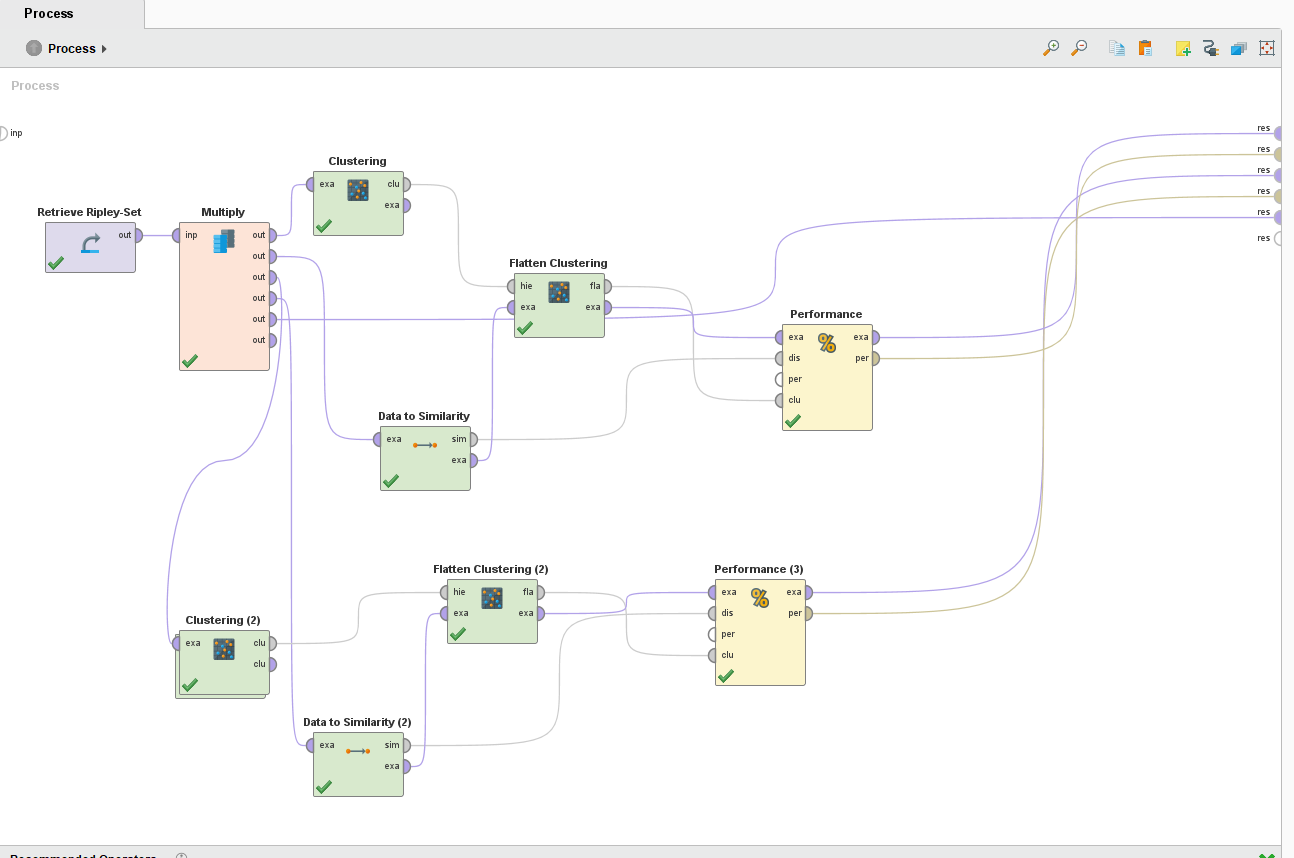 Process
Process
Process
inp
res
res
res
res
res
res
Clustering
exa clu
exa
Retrieve Ripley-Set
out
Multiply
inp out
out
out
out
out
out
Flatten Clustering
hie fla
exa exa
Performance
exa exa
dis per
per
clu
Data to Similarity
exa sim
exa
Flatten Clustering (2)
hie fla
exa exa
Performance (3)
exa exa
dis per
per
clu
Clustering (2)
exa clu
clu
Data to Similarity (2)
exa sim
exa
Recommended Operators